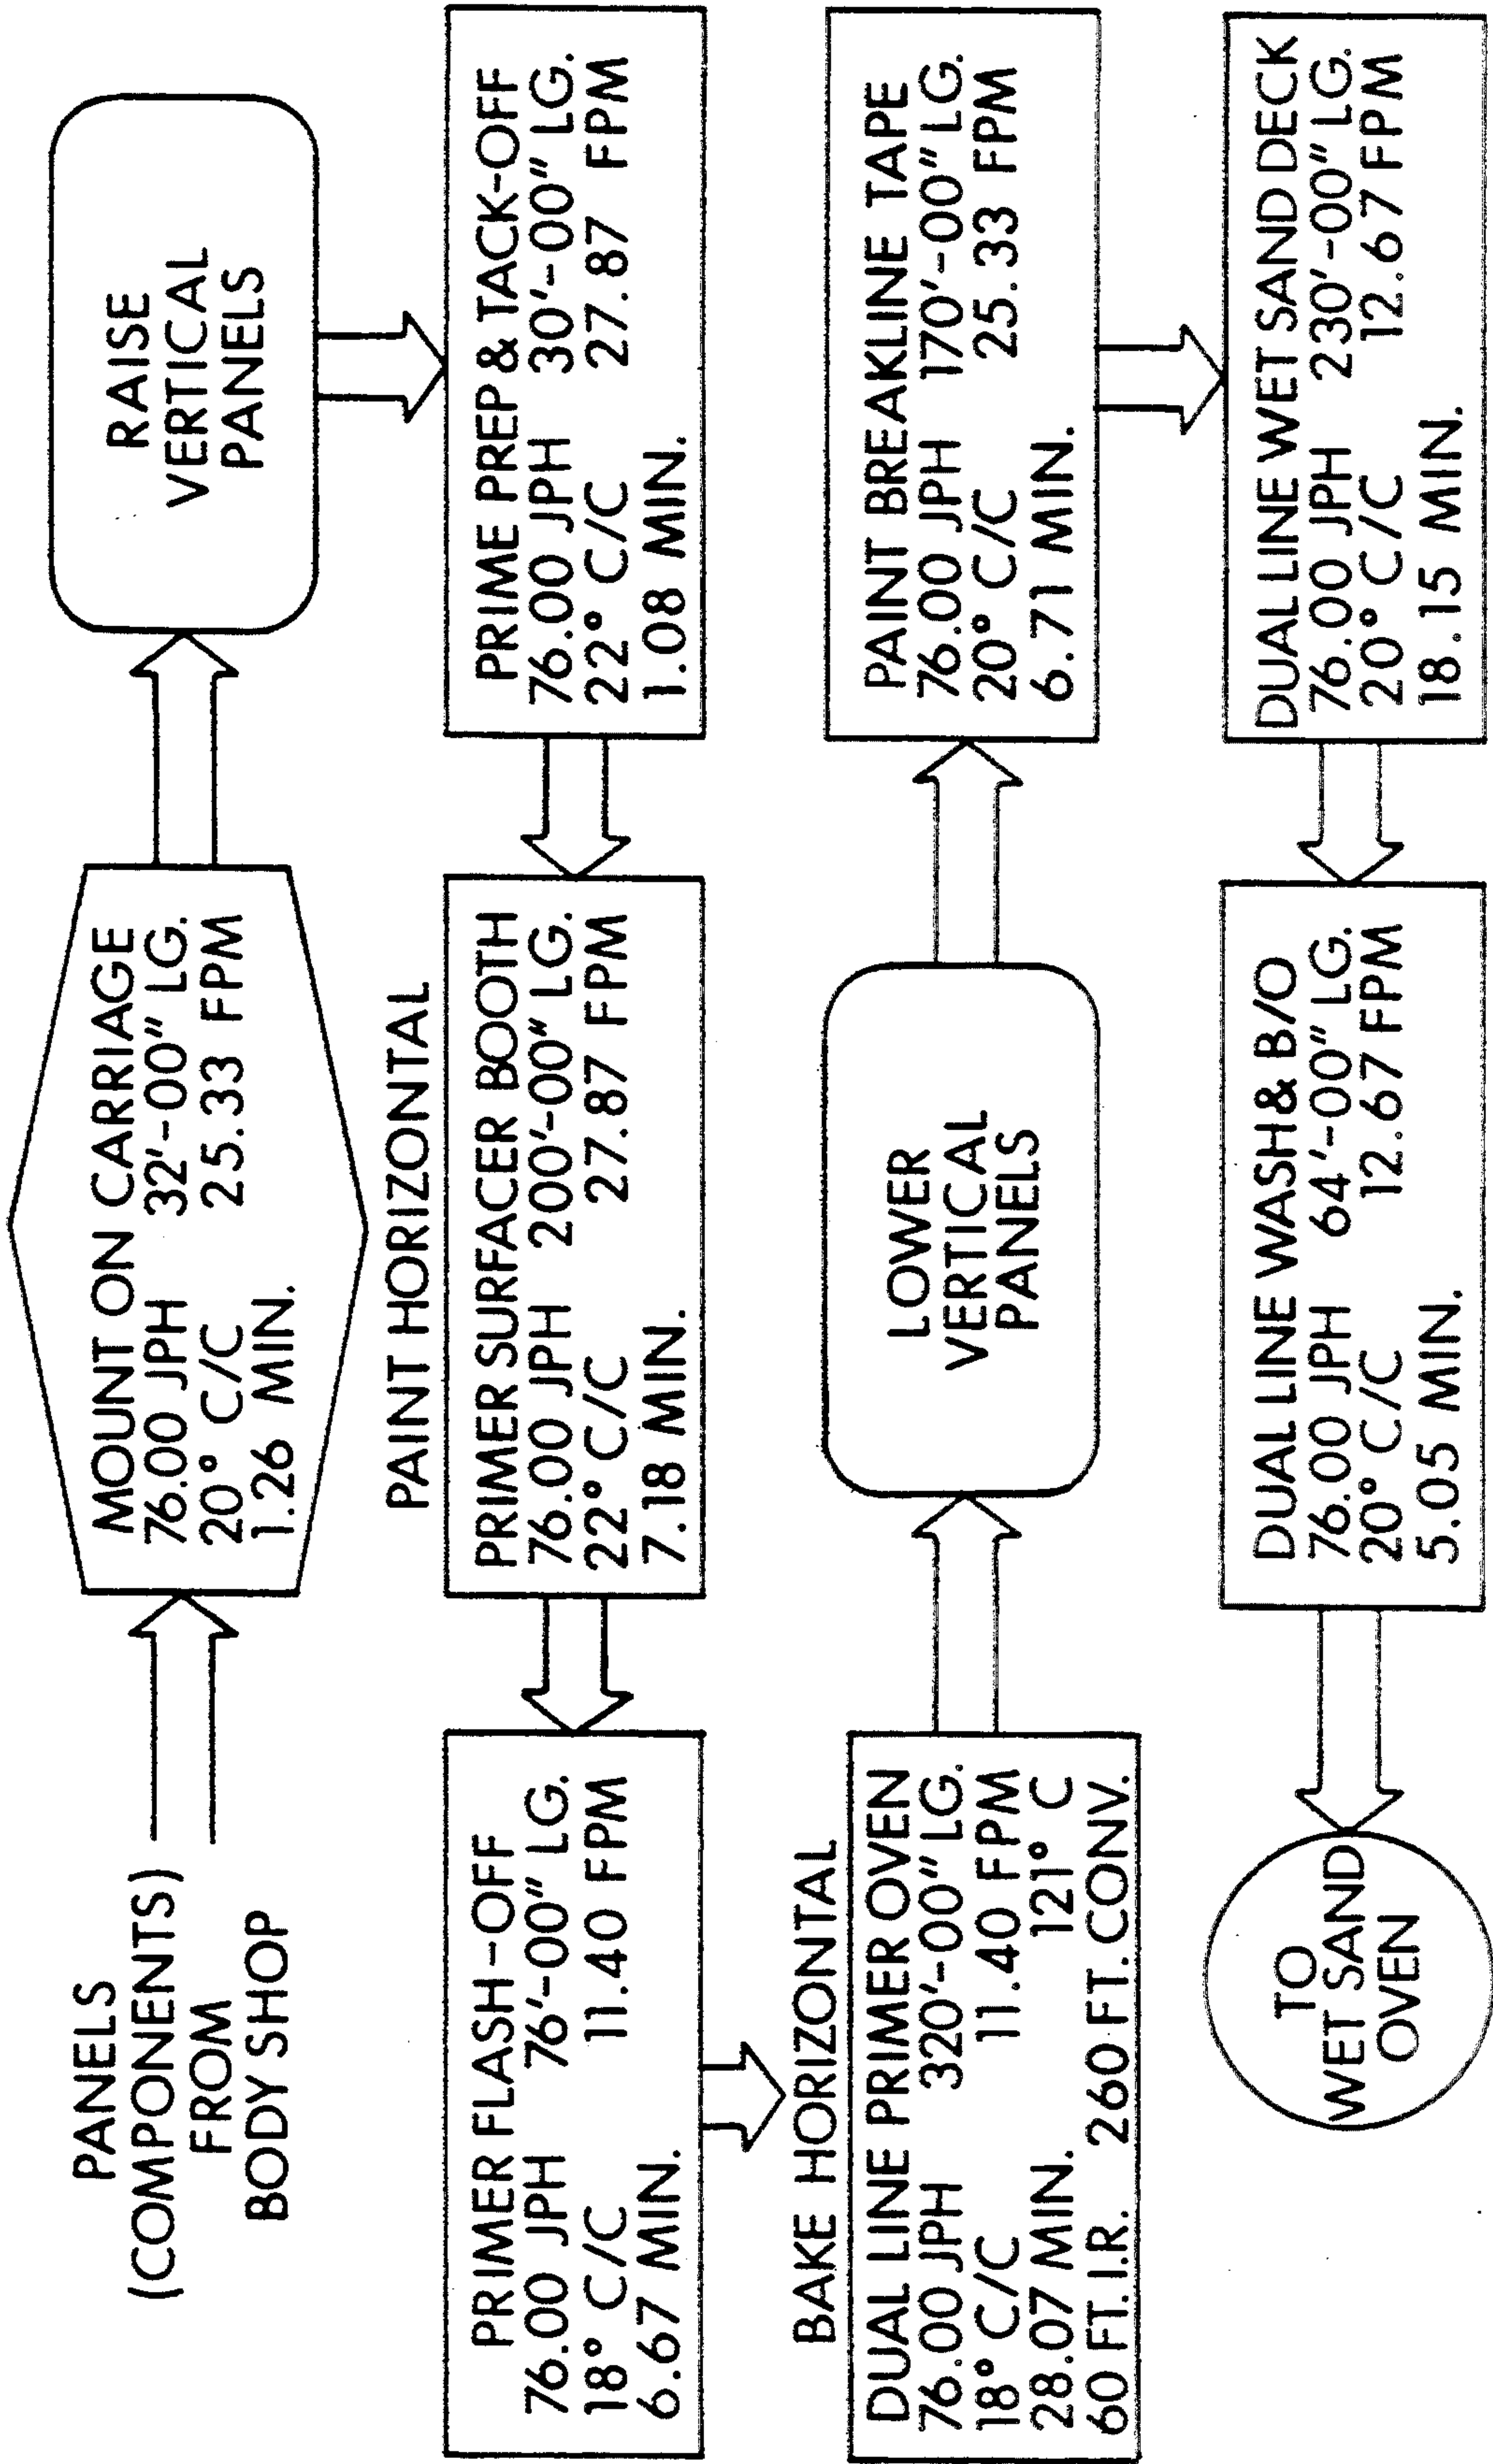 PANELS
(COMPONENTS)
FROM
BODY SHOP
MOUNT ON CARRIAGE
76.00 JPH 32'-00" LG.
20° C/C 25.33 FPM
1.26 MIN.
RAISE
VERTICAL
PANELS
PRIME PREP & TACK-OFF
76.00 JPH 30'-00" LG.
22° C/C 27.87 FPM
1.08 MIN.
PAINT HORIZONTAL
PRIMER SURFACER BOOTH
76.00 JPH 200'-00" LG.
22° C/C 27.87 FPM
7.18 MIN.
PRIMER FLASH-OFF
76.00 JPH 76'-00" LG.
18° C/C 11.40 FPM
6.67 MIN.
BAKE HORIZONTAL
DUAL LINE PRIMER OVEN
76.00 JPH 320'-00" LG.
18° C/C 11.40 FPM
28.07 MIN. 121° C
60 FT. I.R. 260 FT. CONV.
LOWER
VERTICAL
PANELS
PAINT BREAKLINE TAPE
76.00 JPH 170'-00" LG.
20° C/C 25.33 FPM
6.71 MIN.
DUAL LINE WET SAND DECK
76.00 JPH 230'-00" LG.
20° C/C 12.67 FPM
18.15 MIN.
DUAL LINE WASH & B/O
76.00 JPH 64'-00" LG.
20° C/C 12.67 FPM
5.05 MIN.
TO
WET SAND
OVEN